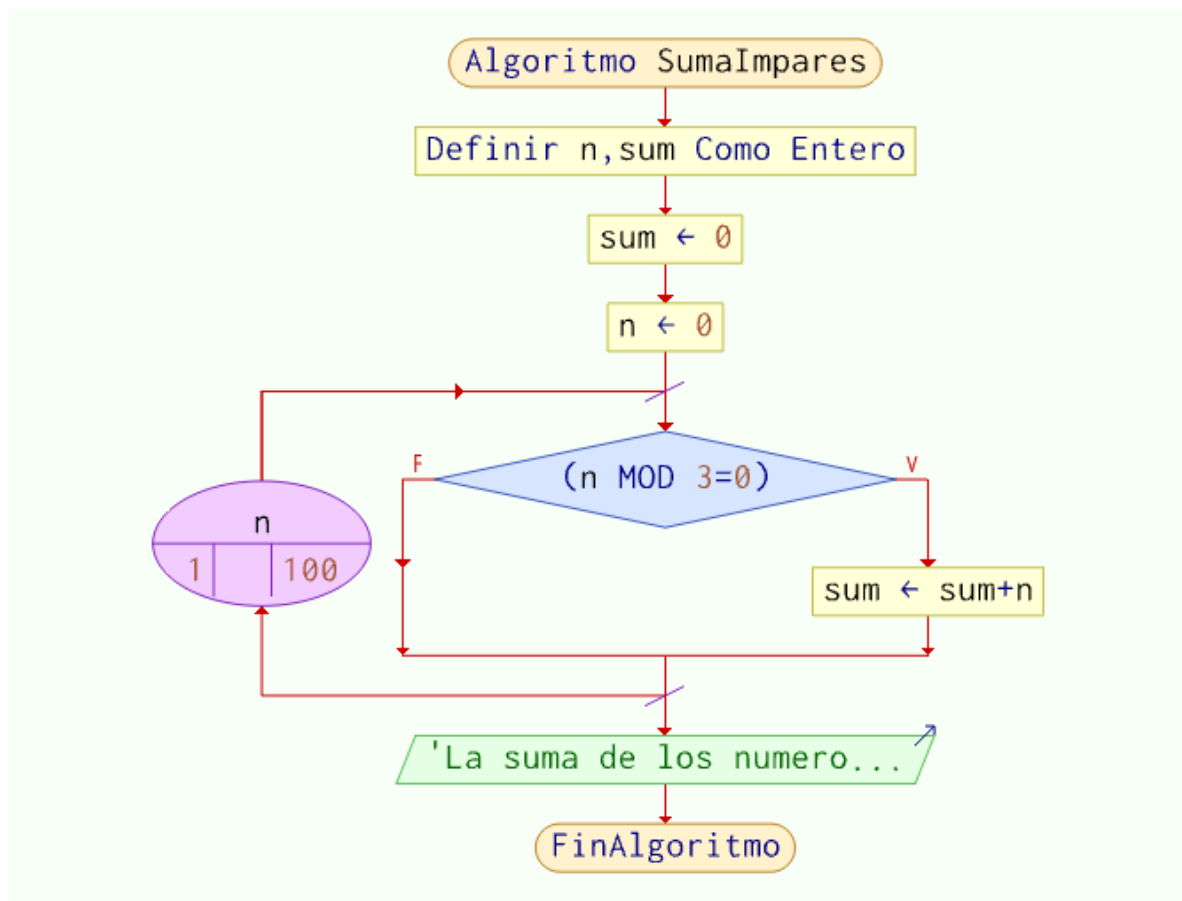 Algoritmo SumaImpares
Definir n,sum Como Entero
sum ← 0
n ← 0
(n MOD 3=0)
F
V
n
1
100
sum ← sum+n
'La suma de los numero...
FinAlgoritmo